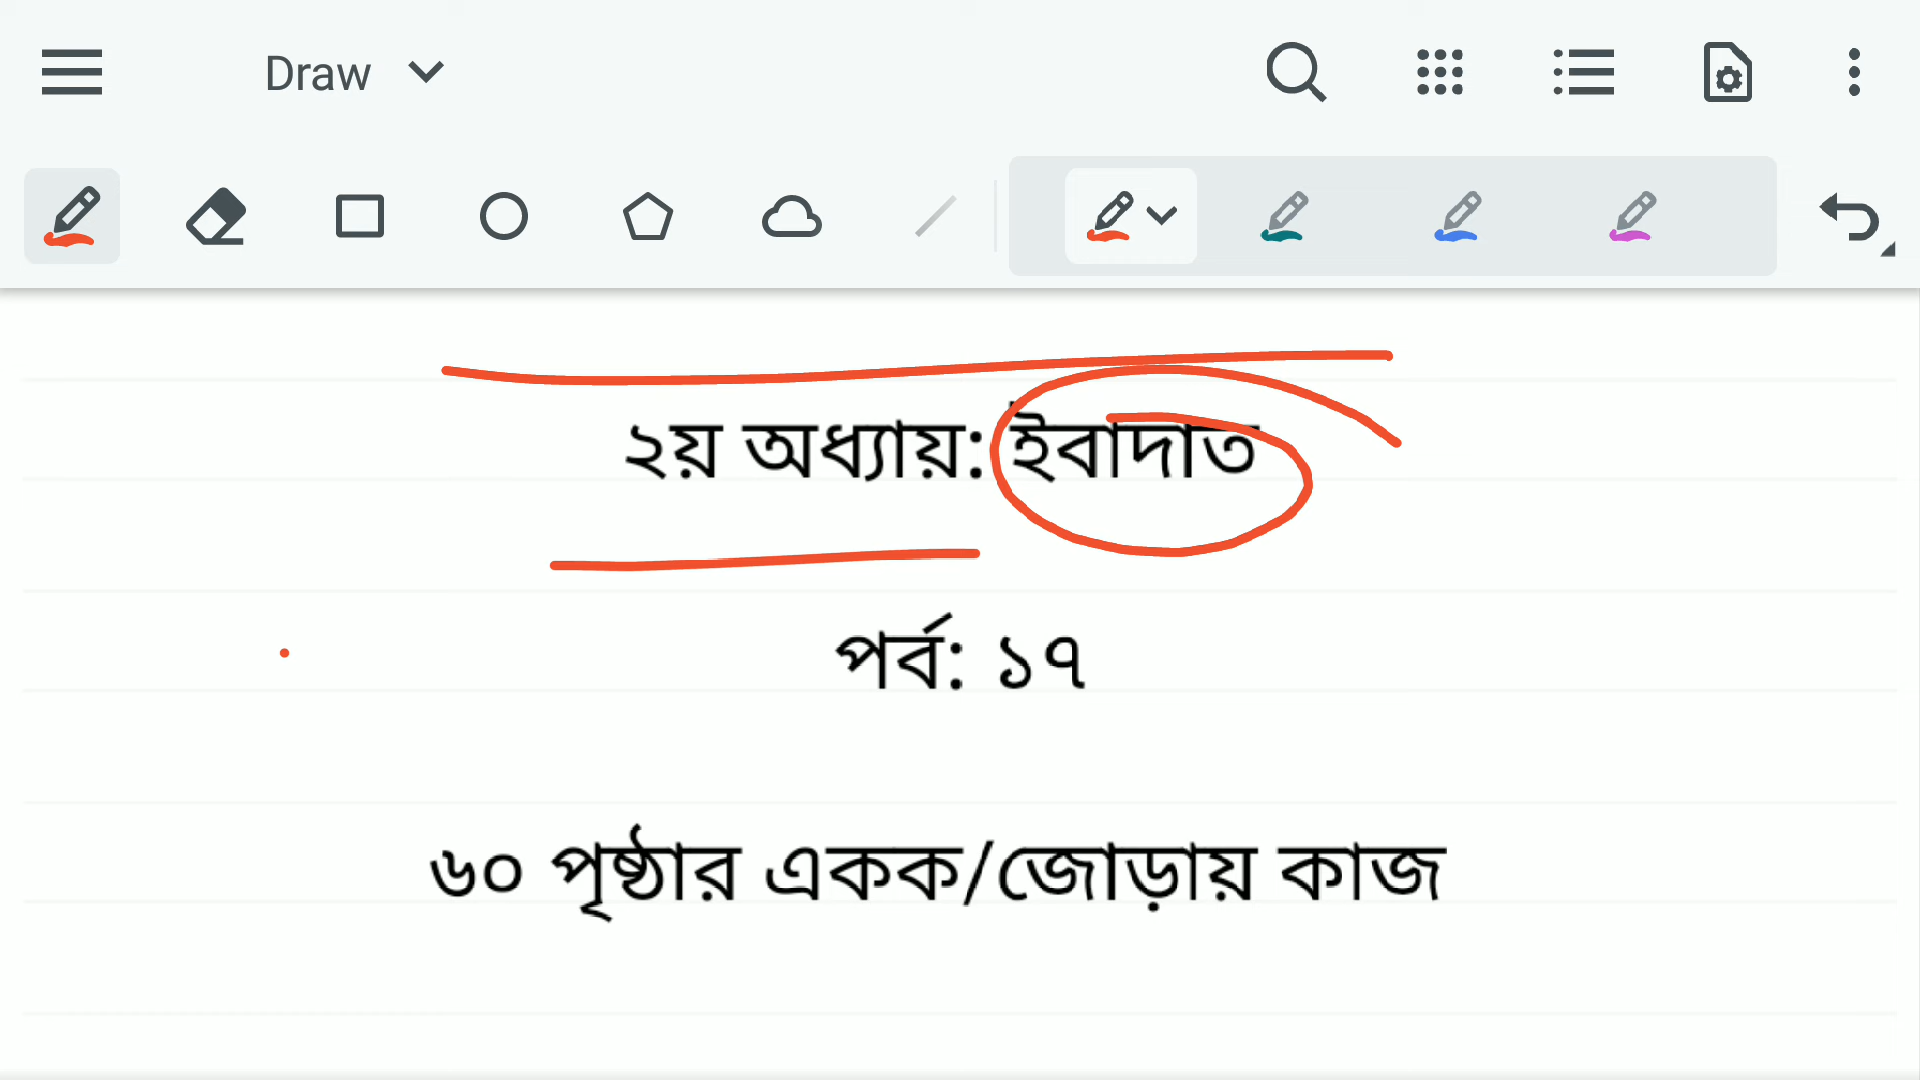 Draw
২য় অধ্যায়: ইবাদাত
পর্ব: ১৭
৬০ পৃষ্ঠার একক/জোড়ায় কাজ